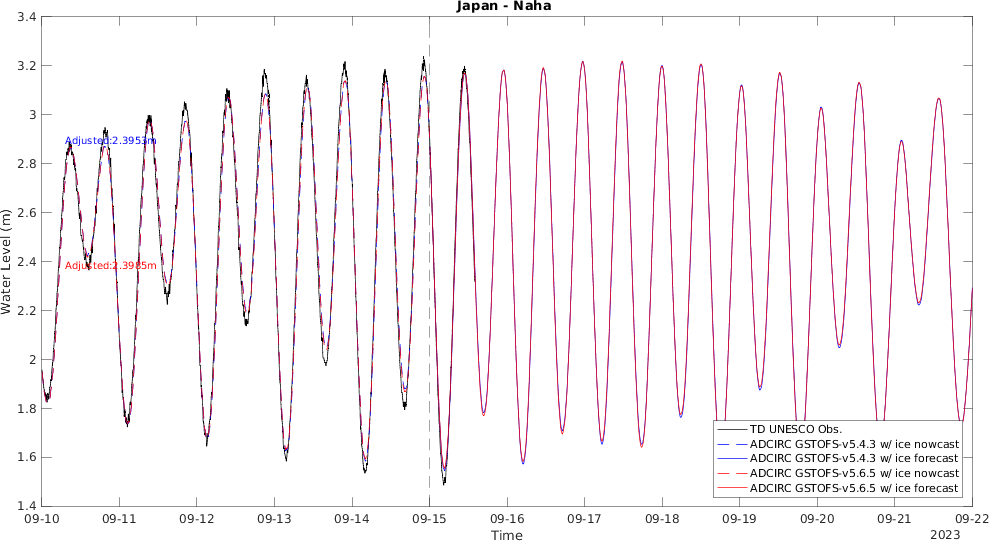 Japan - Naha
3.4
3.2
3
2.8
2.6
2.4
2.2
2
1.8
1.6
1.4
Water Level (m)
Adjusted:2.3953m
Adjusted:2.3985m
TD UNESCO Obs.
ADCIRC GSTOFS-v5.4.3 w/ ice nowcast
ADCIRC GSTOFS-v5.4.3 w/ ice forecast
ADCIRC GSTOFS-v5.6.5 w/ ice nowcast
ADCIRC GSTOFS-v5.6.5 w/ ice forecast
09-10 09-11 09-12 09-13 09-14 09-15 09-16 09-17 09-18 09-19 09-20 09-21 09-22
Time
2023